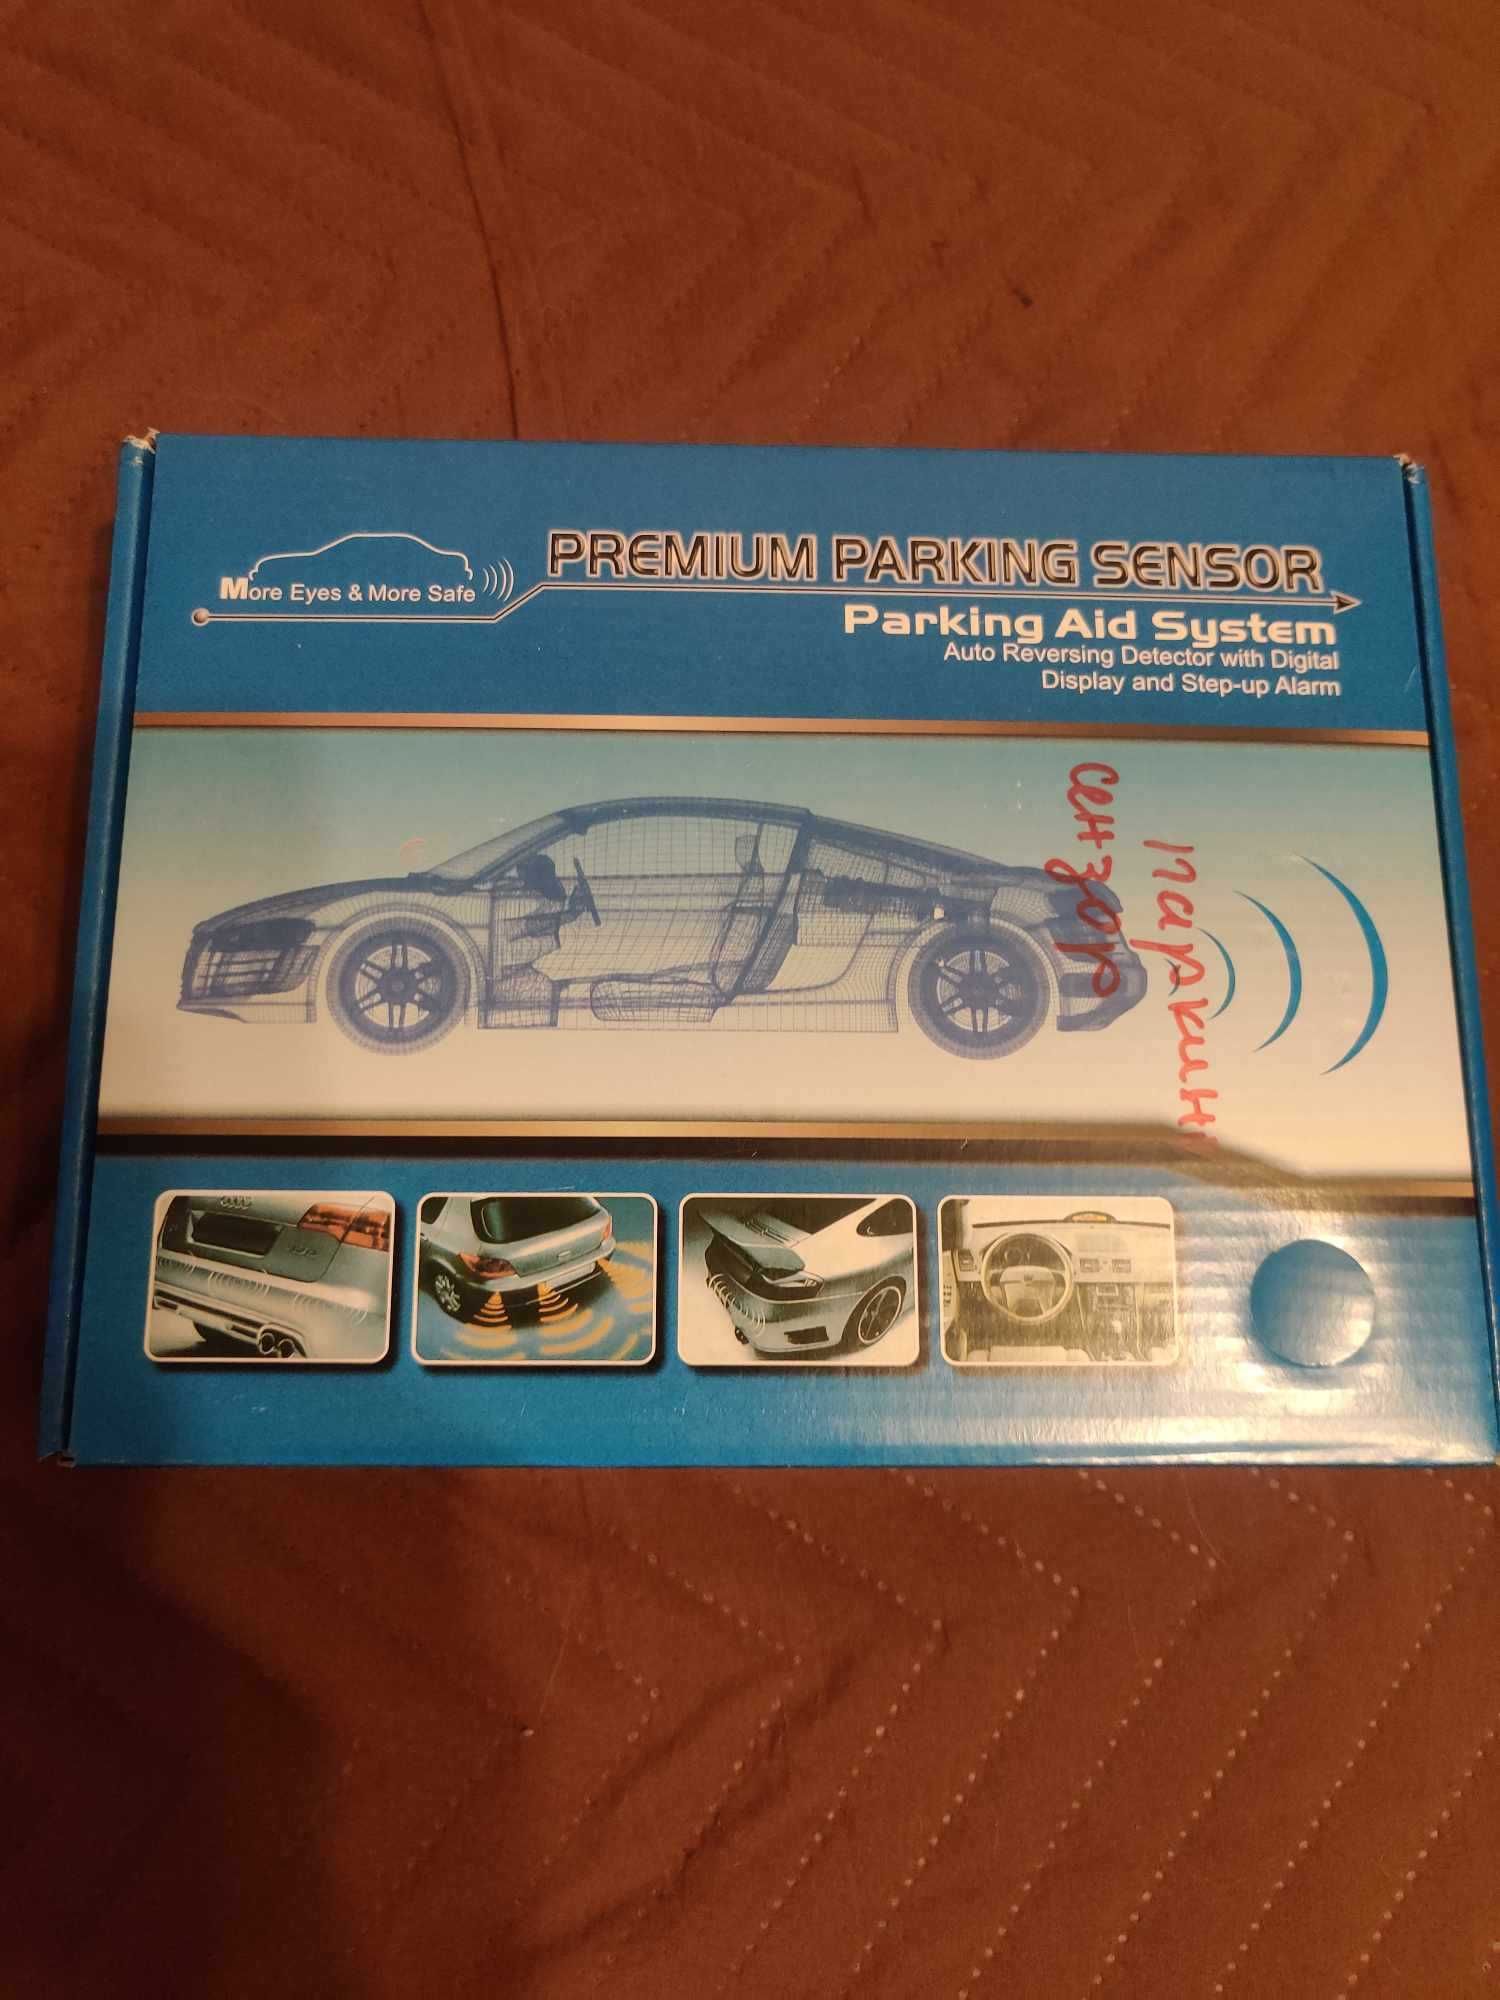 More Eyes & More Safe
PREMIUM PARKING SENSOR
Parking Aid System
Auto Reversing Detector with Digital
Display and Step-up Alarm
паркинг
сензор